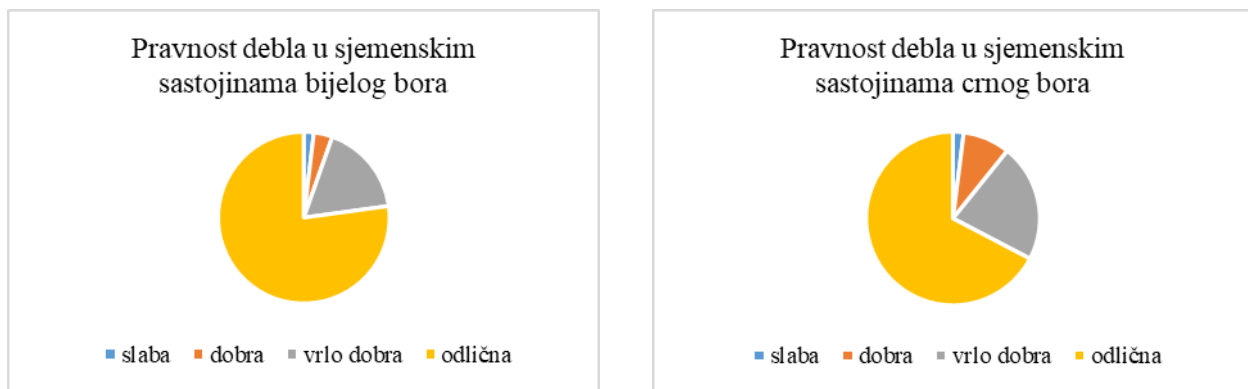 Pravnost debla u sjemenskim
sastojinama bijelog bora
slaba dobra vrlo dobra odlična
Pravnost debla u sjemenskim
sastojinama crnog bora
slaba dobra vrlo dobra odlična